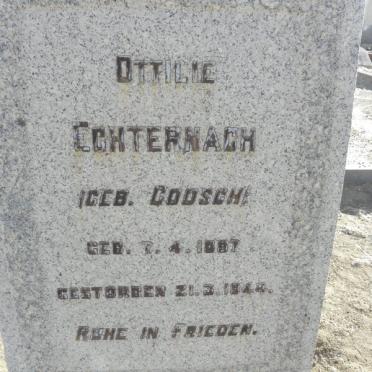 OTTILIE
ECHTERNACH
(GEB. GODSCH)
GEB. 7. 4. 1887
GESTORBEN 21. 3. 1944.
RUHE IN FRIEDEN.